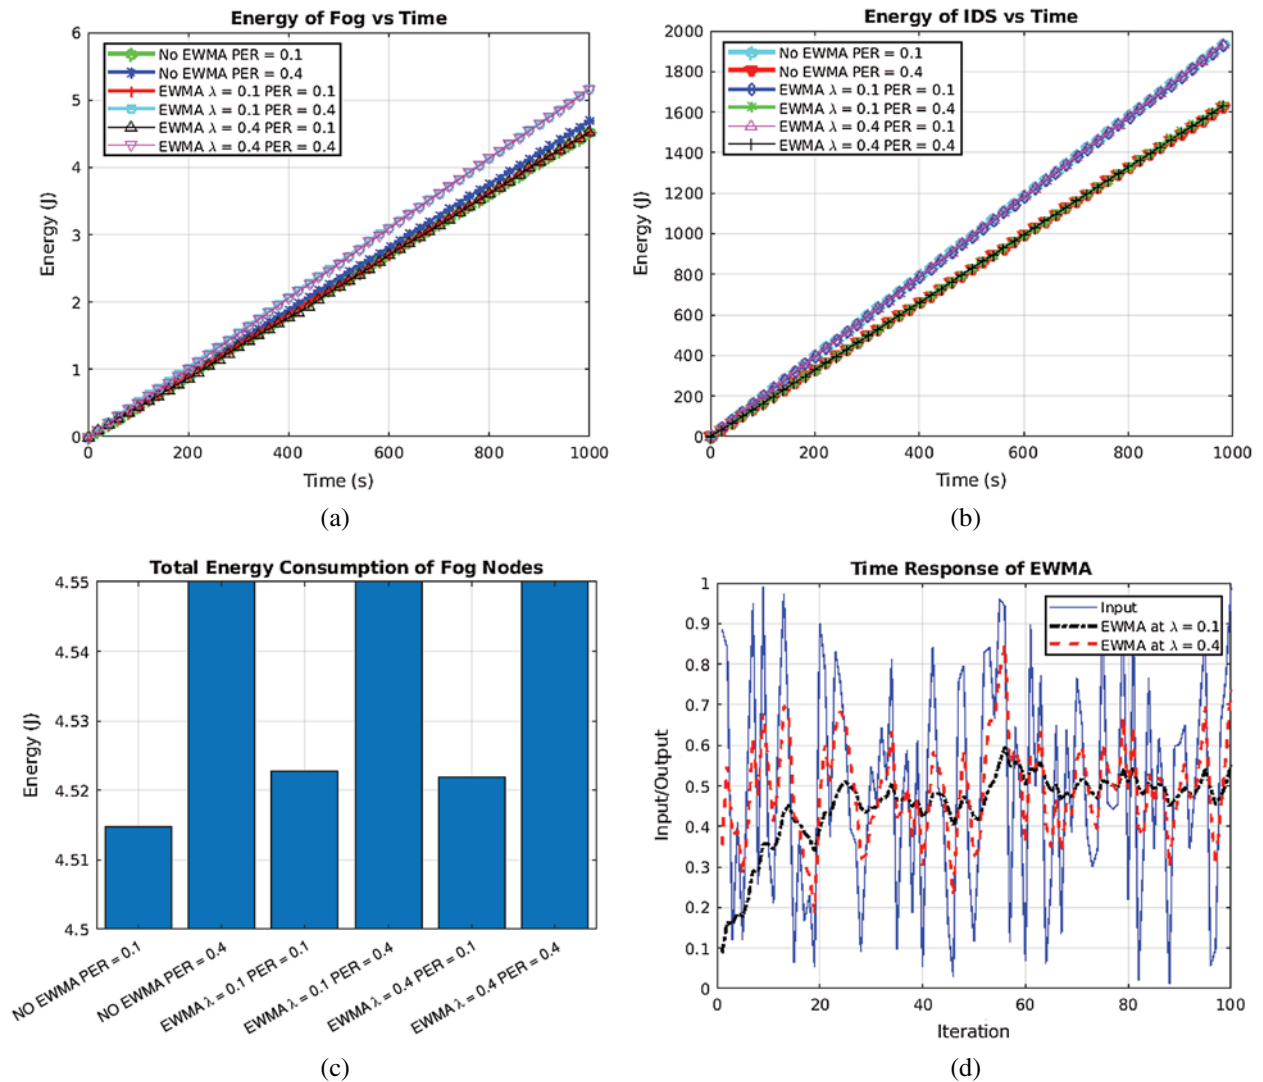 Energy of Fog vs Time
6
5
4
3
2
1
0
Energy (J)
No EWMA PER = 0.1
No EWMA PER = 0.4
EWMA λ = 0.1 PER = 0.1
EWMA λ = 0.1 PER = 0.4
EWMA λ = 0.4 PER = 0.1
EWMA λ = 0.4 PER = 0.4
0 200 400 600 800 1000
Time (s)
(a)
Energy of IDS vs Time
2000
1800
1600
1400
1200
1000
800
600
400
200
0
Energy (J)
No EWMA PER = 0.1
No EWMA PER = 0.4
EWMA λ = 0.1 PER = 0.1
EWMA λ = 0.1 PER = 0.4
EWMA λ = 0.4 PER = 0.1
EWMA λ = 0.4 PER = 0.4
0 200 400 600 800 1000
Time (s)
(b)
Total Energy Consumption of Fog Nodes
4.55
4.54
4.53
4.52
4.51
4.5
Energy (J)
NO EWMA PER = 0.1
NO EWMA PER = 0.4
EWMA λ = 0.1 PER = 0.1
EWMA λ = 0.1 PER = 0.4
EWMA λ = 0.4 PER = 0.1
EWMA λ = 0.4 PER = 0.4
(c)
Time Response of EWMA
1
0.9
0.8
0.7
0.6
0.5
0.4
0.3
0.2
0.1
0
Input/Output
Input
EWMA at λ = 0.1
EWMA at λ = 0.4
0 20 40 60 80 100
Iteration
(d)